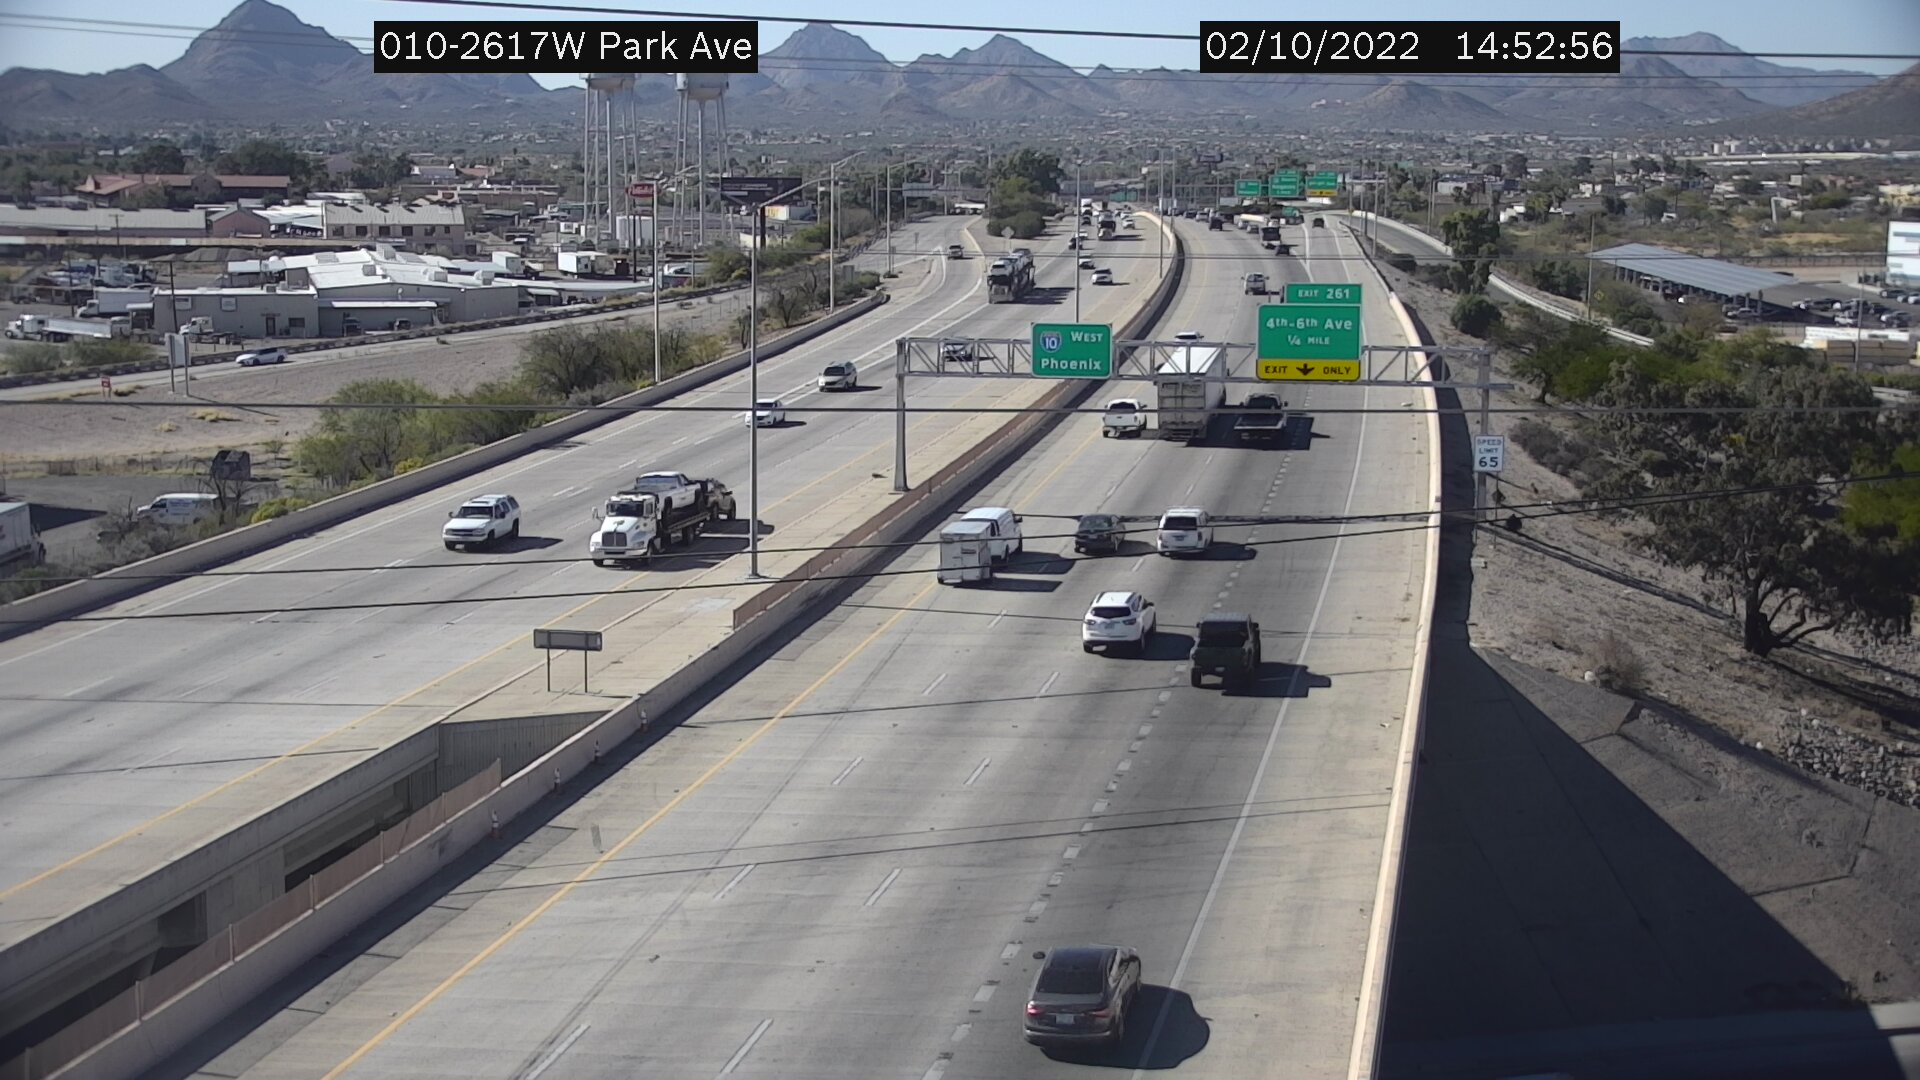 010-2617W Park Ave
02/10/2022 14:52:56
EXIT 261
4th-6th Ave
1/4 MILE
EXIT ONLY
10 WEST
Phoenix
SPEED
LIMIT
65